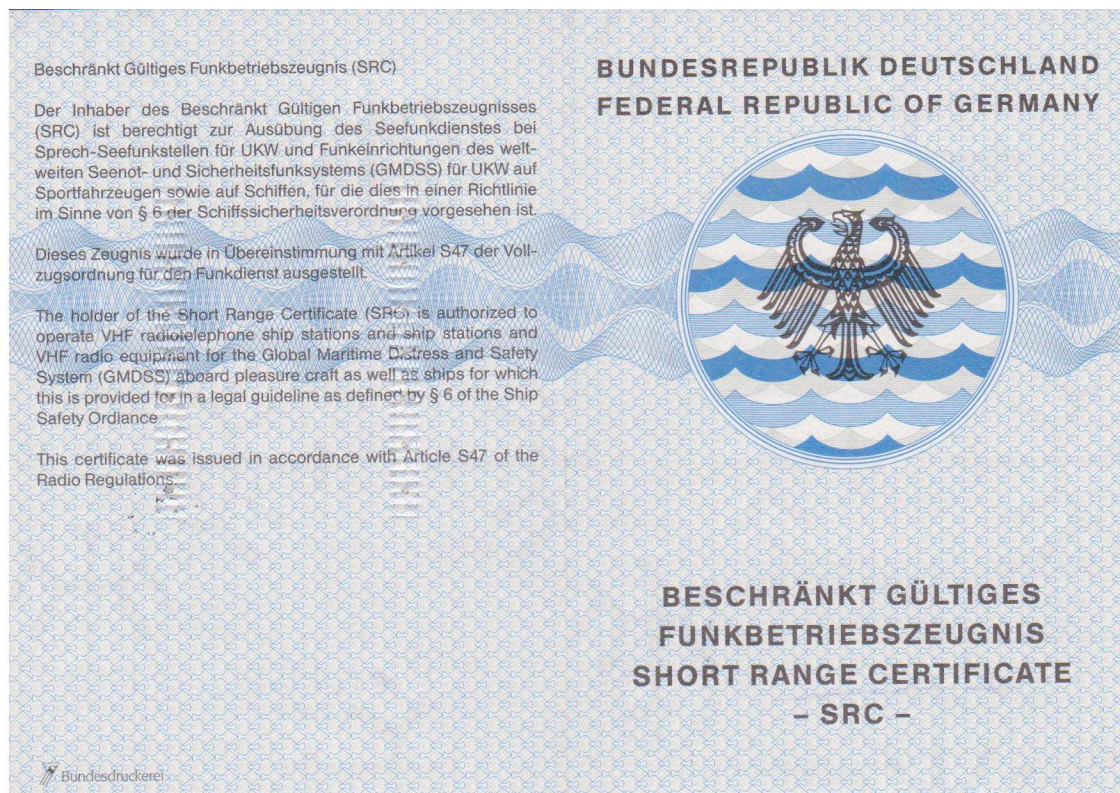 Beschränkt Gültiges Funkbetriebszeugnis (SRC)
Der Inhaber des Beschränkt Gültigen Funkbetriebszeugnisses
(SRC) ist berechtigt zur Ausübung des Seefunkdienstes bei
Sprech-Seefunkstellen für UKW und Funkeinrichtungen des welt-
weiten Seenot- und Sicherheitsfunksystems (GMDSS) für UKW auf
Sportfahrzeugen sowie auf Schiffen, für die dies in einer Richtlinie
im Sinne von § 6 der Schiffssicherheitsverordnung vorgesehen ist.
Dieses Zeugnis wurde in Übereinstimmung mit Artikel S47 der Voll-
zugsordnung für den Funkdienst ausgestellt.
The holder of the Short Range Certificate (SRC) is authorized to
operate VHF radiotelephone ship stations and ship stations and
VHF radio equipment for the Global Maritime Distress and Safety
System (GMDSS) aboard pleasure craft as well as ships for which
this is provided for in a legal guideline as defined by § 6 of the Ship
Safety Ordiance
This certificate was issued in accordance with Article S47 of the
Radio Regulations.
Bundesdruckerei
BUNDESREPUBLIK DEUTSCHLAND
FEDERAL REPUBLIC OF GERMANY
BESCHRÄNKT GÜLTIGES
FUNKBETRIEBSZEUGNIS
SHORT RANGE CERTIFICATE
– SRC –